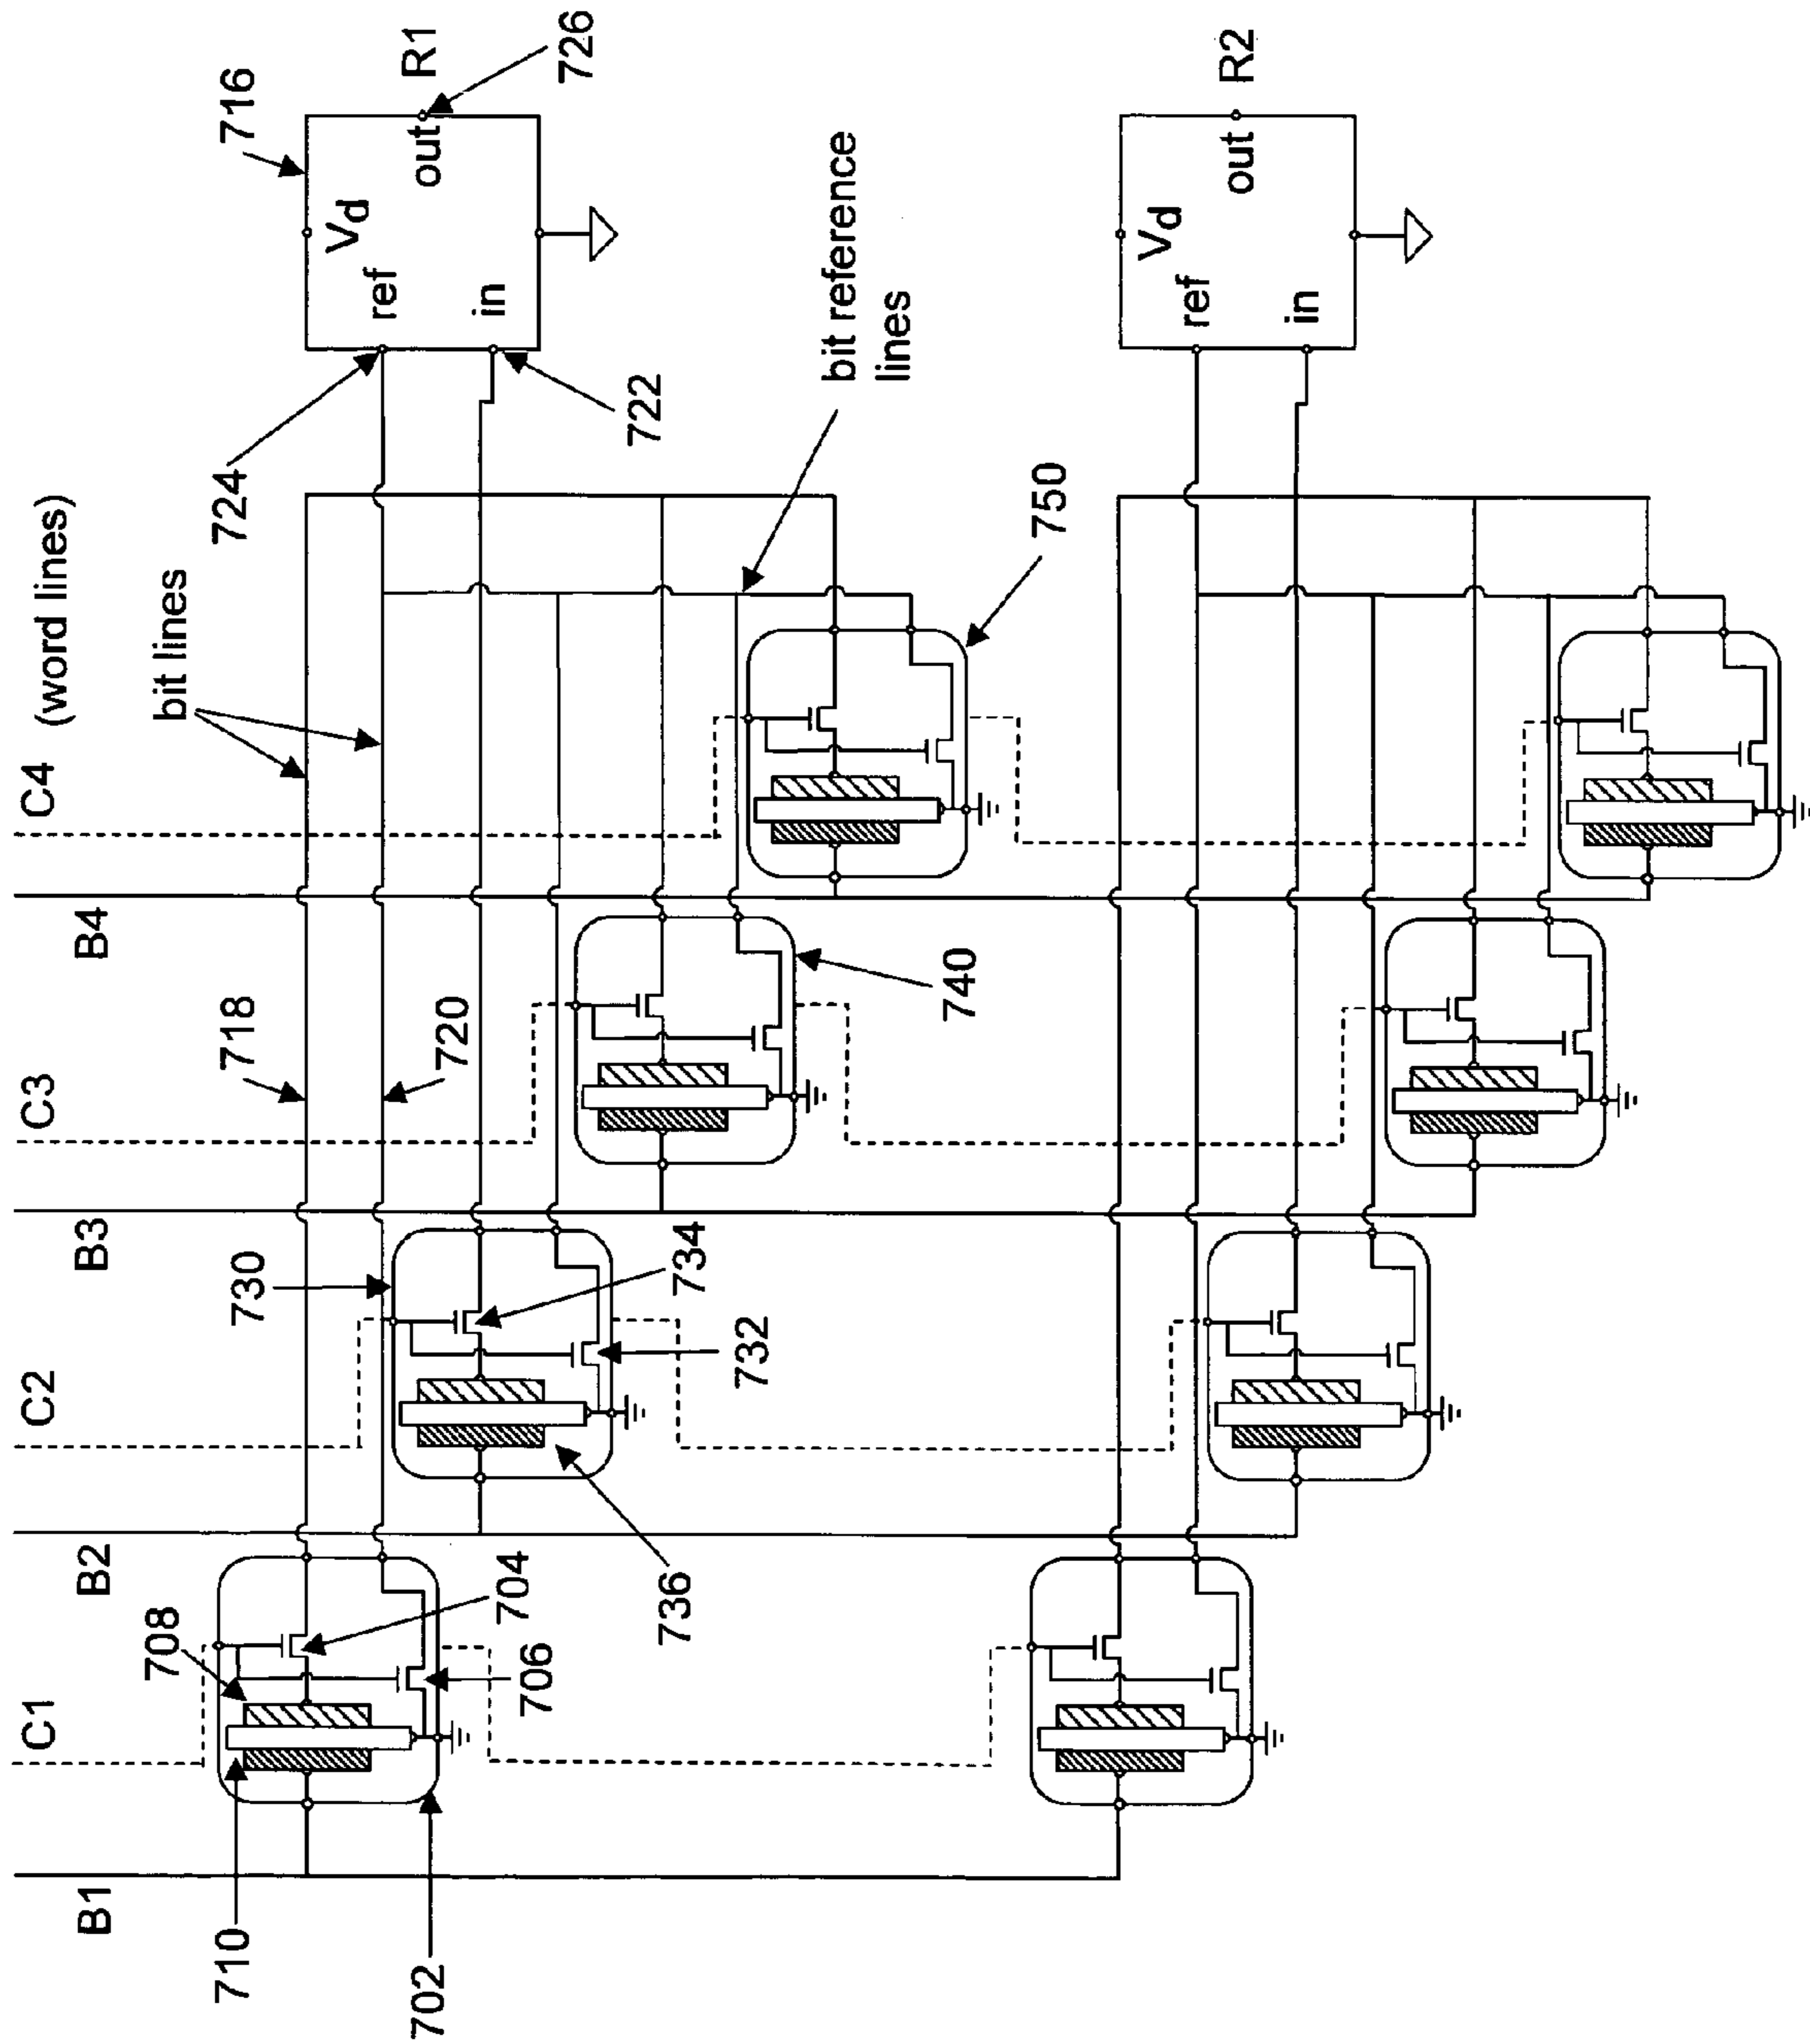 C1
C2
C3
C4 (word lines)
B1
B2
B3
B4
bit lines
718
720
724
722
716
V_d
ref
in
out
R1
726
bit reference
lines
708
710
702
704
706
730
734
732
736
740
750
V_d
ref
in
out
R2